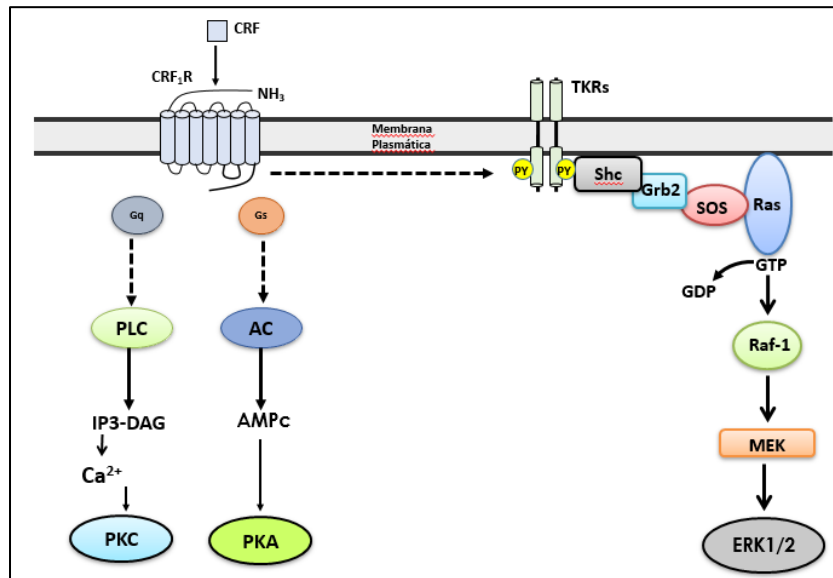 CRF
CRF₁R
NH₃
TKRs
Membrana
Plasmática
PY
PY
Shc
Grb2
SOS
Ras
Gq
Gs
GTP
GDP
PLC
AC
Raf-1
IP3-DAG
AMPc
MEK
Ca²⁺
PKC
PKA
ERK1/2